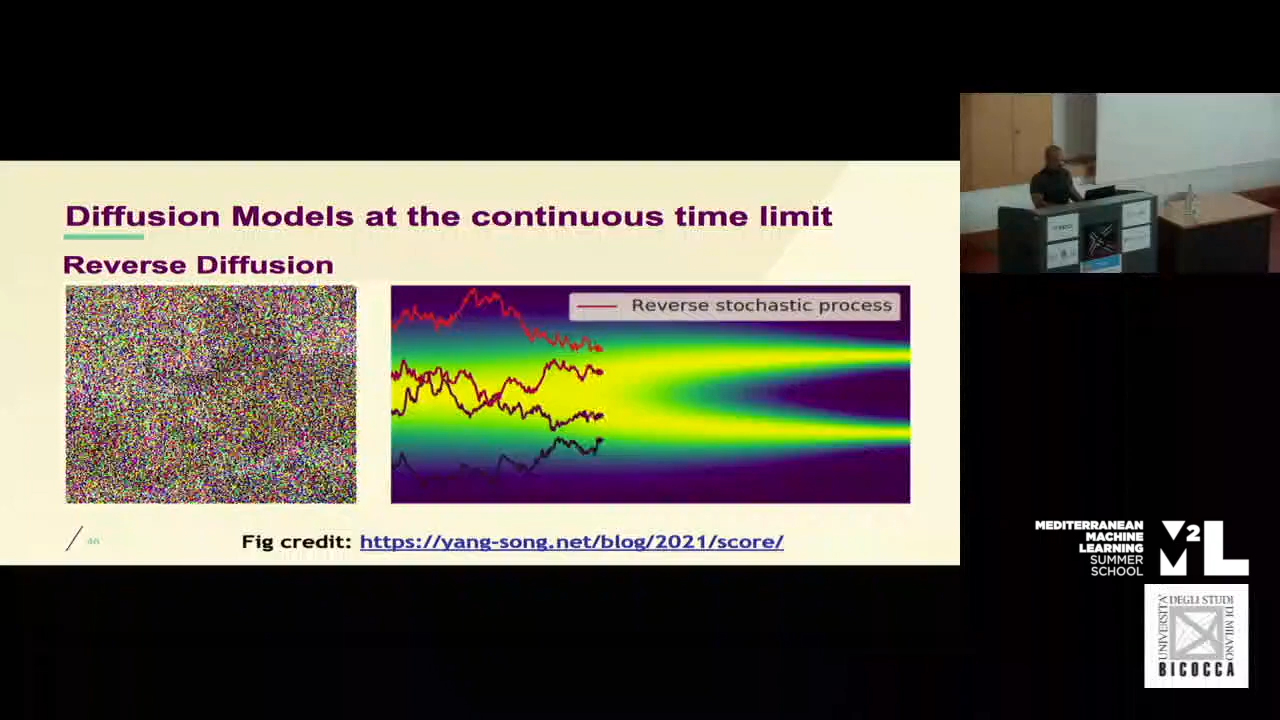 Diffusion Models at the continuous time limit
Reverse Diffusion
Reverse stochastic process
46
Fig credit: https://yang-song.net/blog/2021/score/
MEDITERRANEAN
MACHINE
LEARNING
SUMMER
SCHOOL
M2L
UNIVERSITÀ
DEGLI STUDI
DI MILANO
BICOCCA